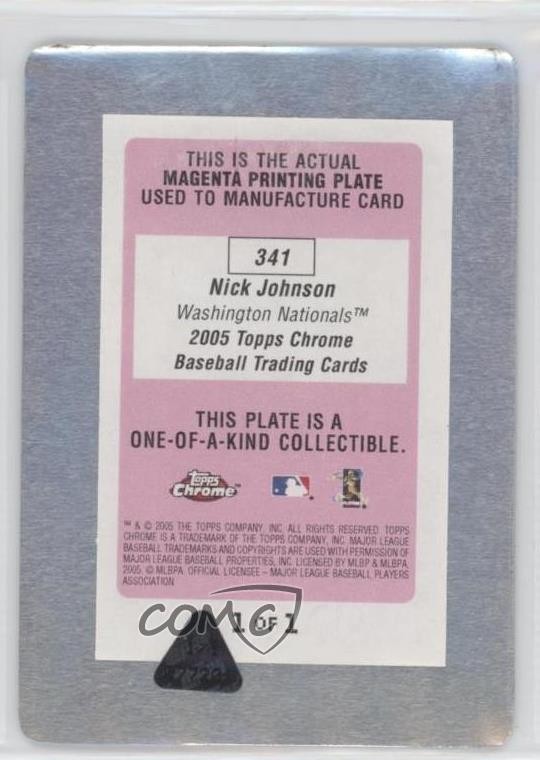 THIS IS THE ACTUAL
MAGENTA PRINTING PLATE
USED TO MANUFACTURE CARD
341
Nick Johnson
Washington Nationals™
2005 Topps Chrome
Baseball Trading Cards
THIS PLATE IS A
ONE-OF-A-KIND COLLECTIBLE.
Topps
Chrome™
™ & © 2005 THE TOPPS COMPANY, INC. ALL RIGHTS RESERVED. TOPPS
CHROME IS A TRADEMARK OF THE TOPPS COMPANY, INC. MAJOR LEAGUE
BASEBALL TRADEMARKS AND COPYRIGHTS ARE USED WITH PERMISSION OF
MAJOR LEAGUE BASEBALL PROPERTIES, INC. LICENSED BY MLBP & MLBPA,
2005. © MLBPA. OFFICIAL LICENSEE – MAJOR LEAGUE BASEBALL PLAYERS
ASSOCIATION
COMC
1 OF 1